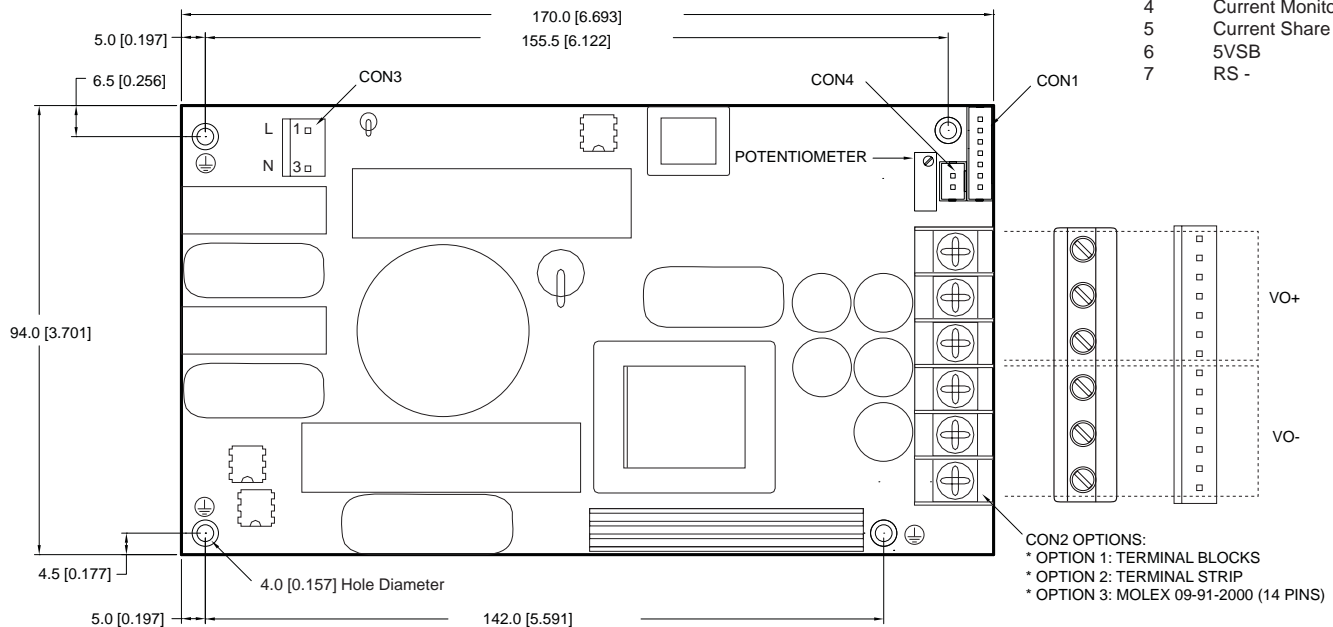 170.0 [6.693]
4 Current Monito
5.0 [0.197]
155.5 [6.122]
5 Current Share
6 5VSB
7 RS -
6.5 [0.256]
CON3
CON4
CON1
L 1
N 3
POTENTIOMETER
94.0 [3.701]
VO+
VO-
CON2 OPTIONS:
* OPTION 1: TERMINAL BLOCKS
* OPTION 2: TERMINAL STRIP
* OPTION 3: MOLEX 09-91-2000 (14 PINS)
4.5 [0.177]
4.0 [0.157] Hole Diameter
5.0 [0.197]
142.0 [5.591]